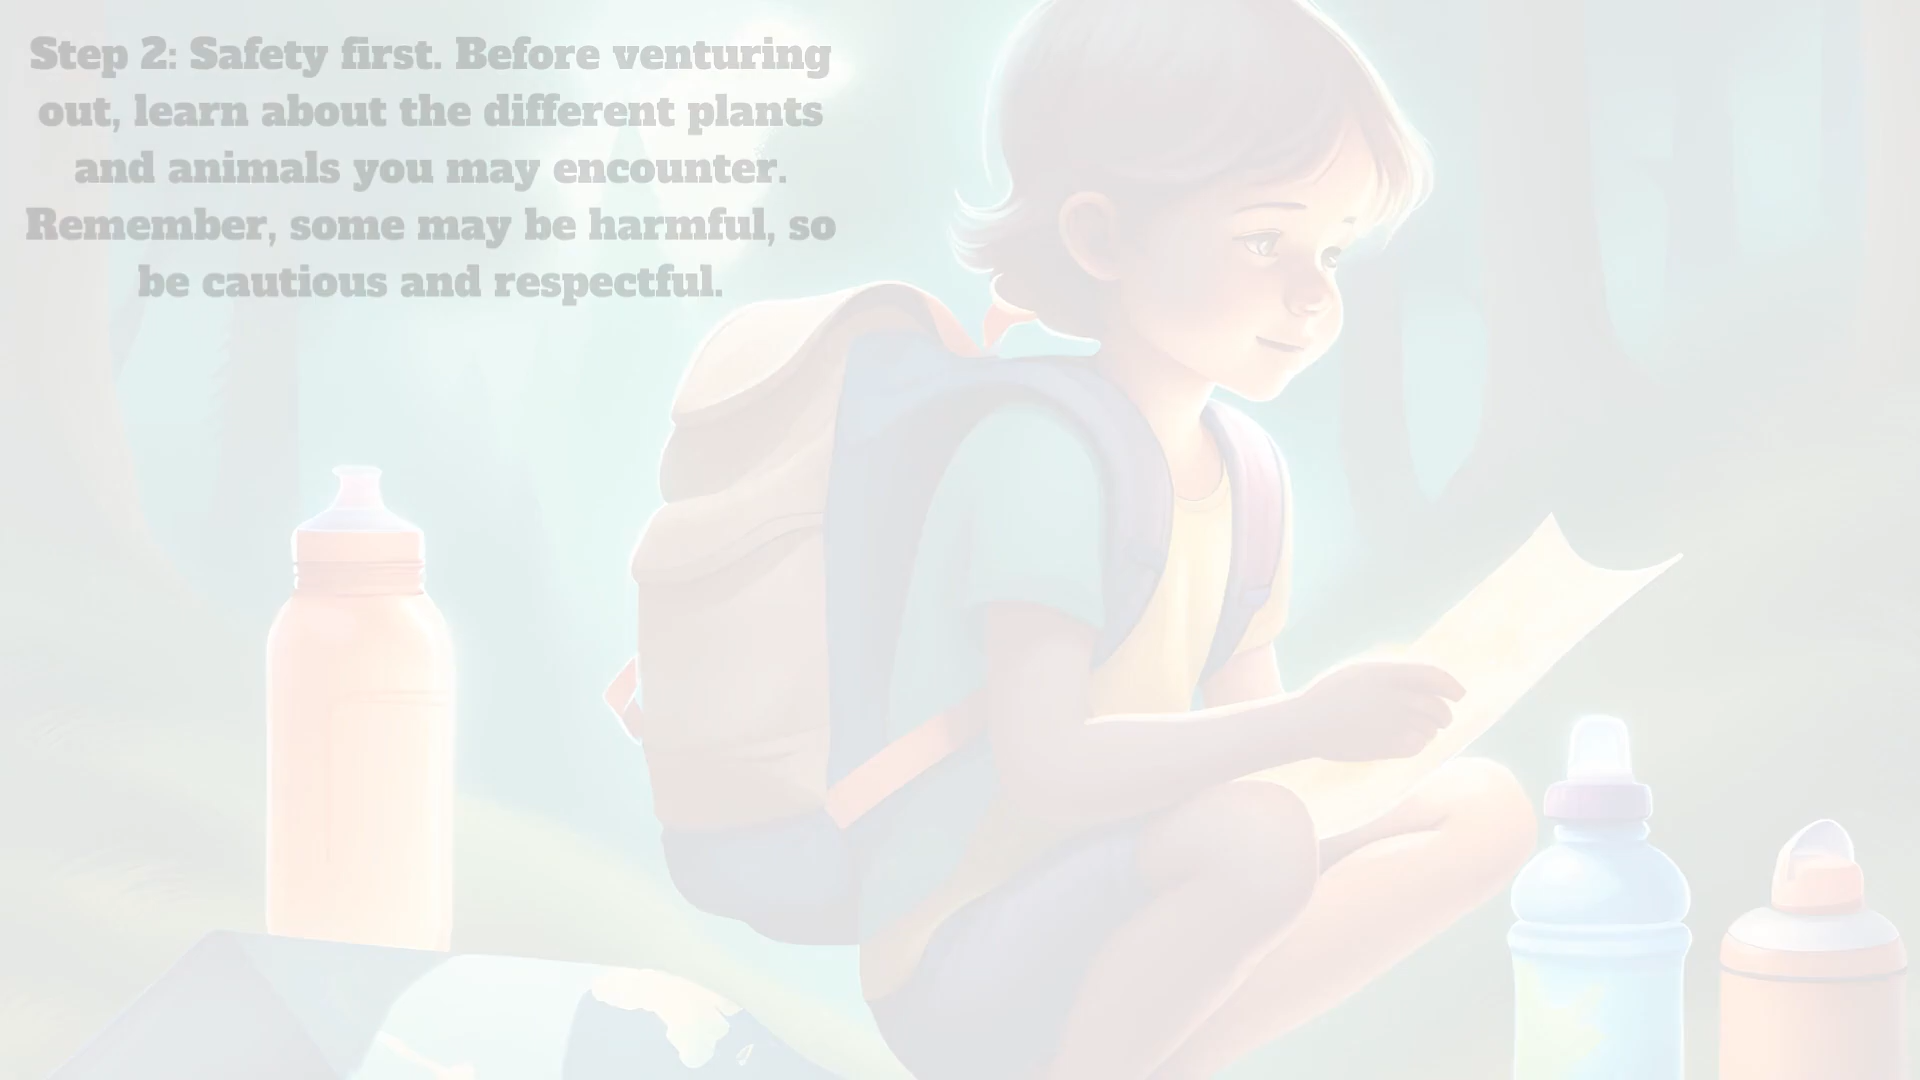 Step 2: Safety first. Before venturing
out, learn about the different plants
and animals you may encounter.
Remember, some may be harmful, so
be cautious and respectful.